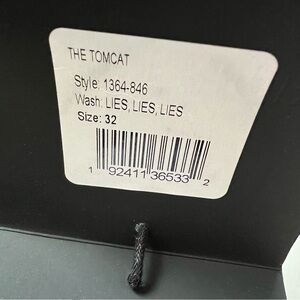 THE TOMCAT
Style: 1364-846
Wash: LIES, LIES, LIES
Size: 32
1 92411 36533 2